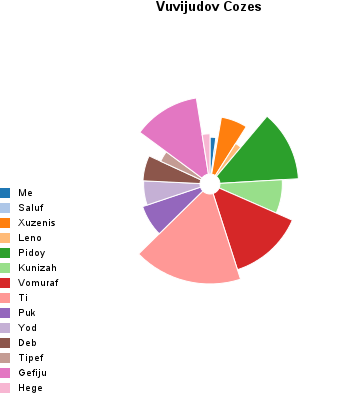 Vuvijudov Cozes
Me
Saluf
Xuzenis
Leno
Pidoy
Kunizah
Vomuraf
Ti
Puk
Yod
Deb
Tipef
Gefiju
Hege